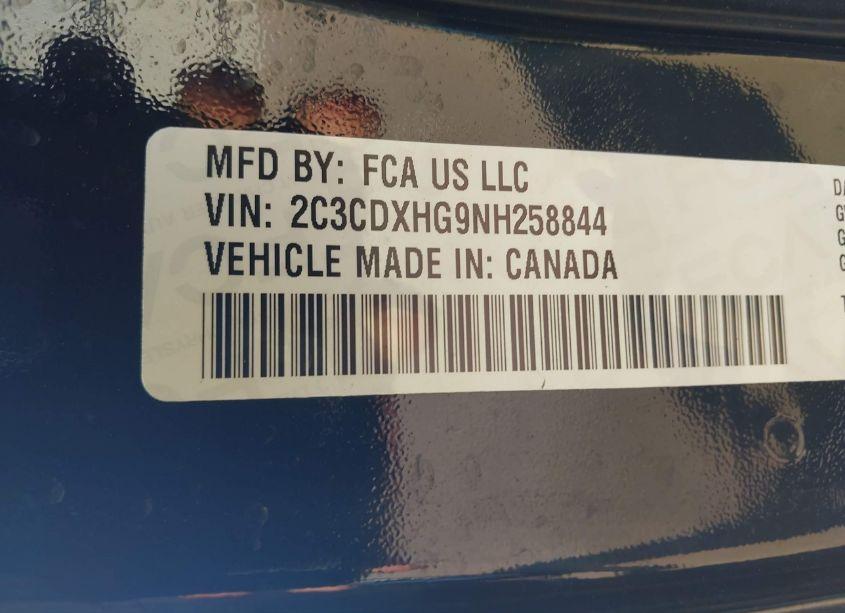 MFD BY: FCA US LLC
VIN: 2C3CDXHG9NH258844
VEHICLE MADE IN: CANADA